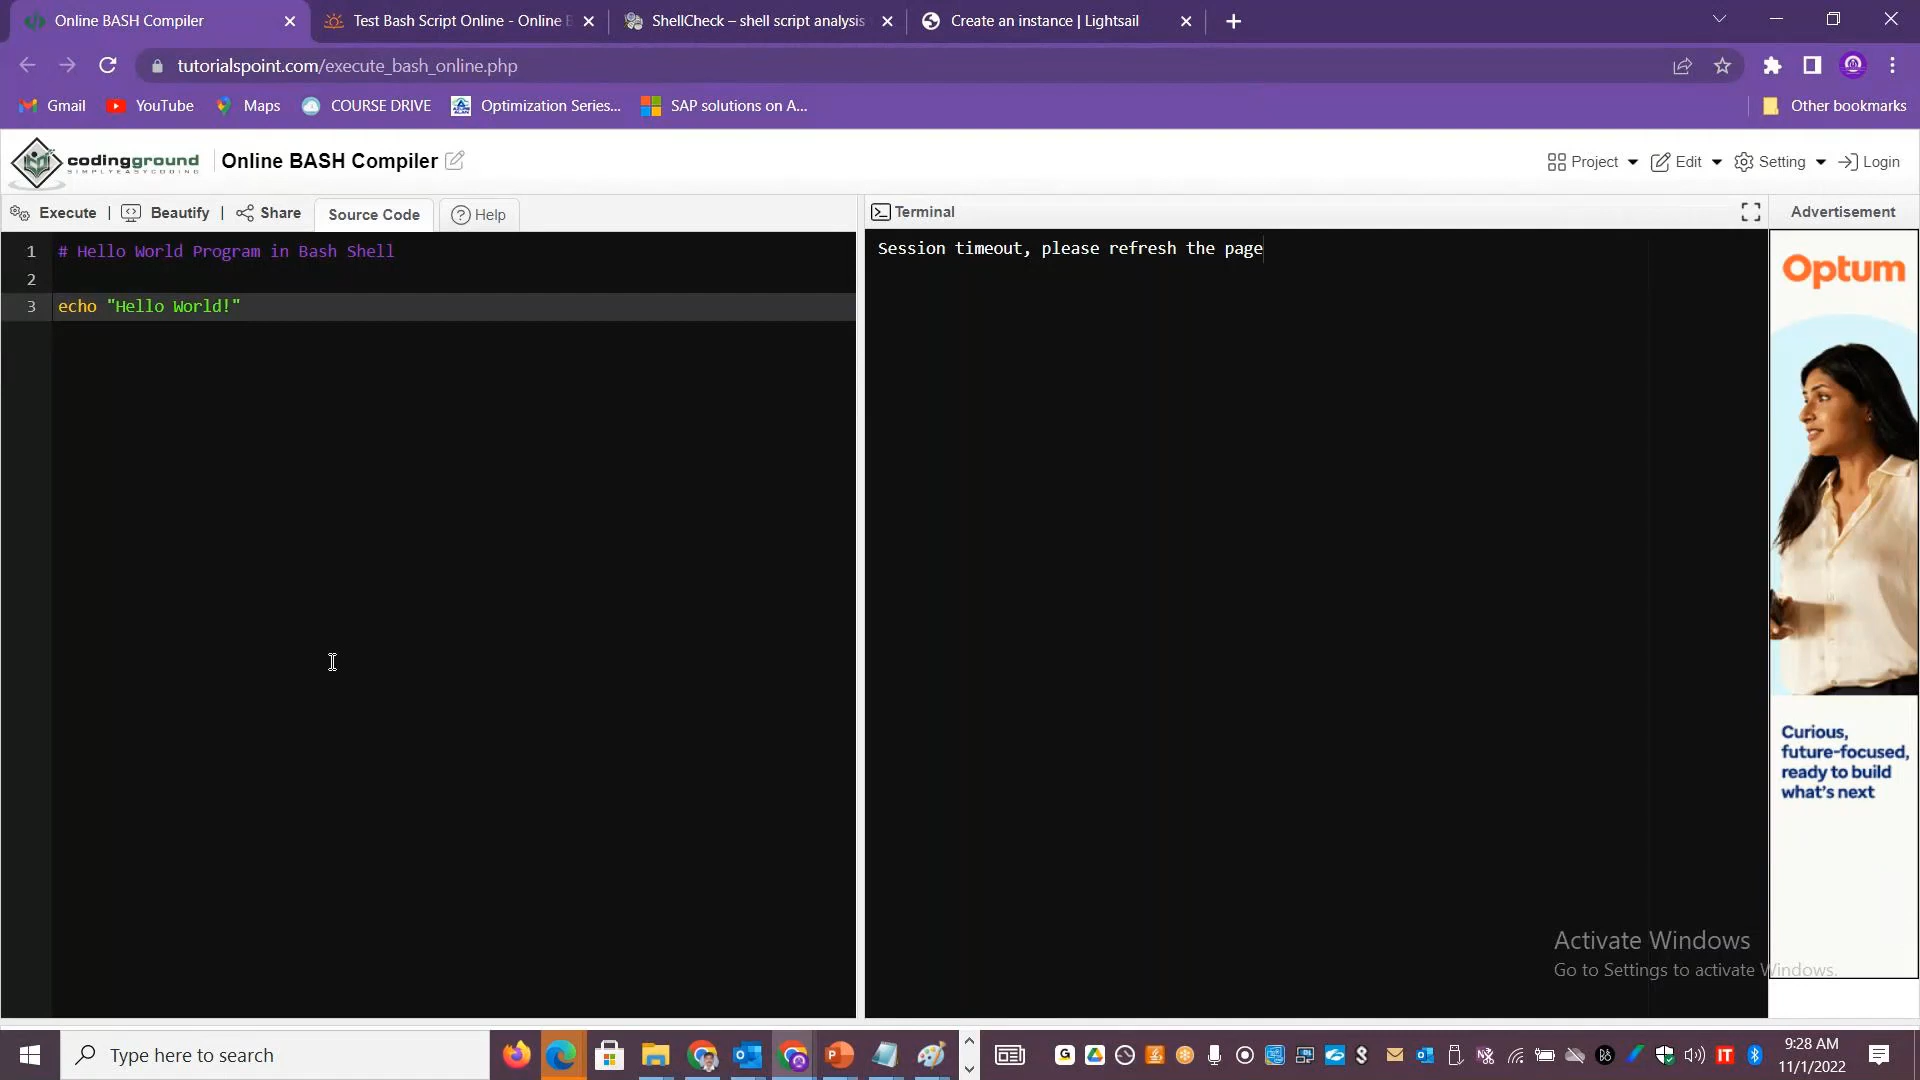 Online BASH Compiler
Test Bash Script Online - Online
ShellCheck – shell script analysis
Create an instance | Lightsail
tutorialspoint.com/execute_bash_online.php
Gmail
YouTube
Maps
COURSE DRIVE
Optimization Series...
SAP solutions on A...
Other bookmarks
codingground
SIMPLYEASYCODING
Online BASH Compiler
Project
Edit
Setting
Login
Execute
|
Beautify
|
Share
Source Code
Help
Terminal
Advertisement
1 # Hello World Program in Bash Shell
2
3 echo "Hello World!"
Session timeout, please refresh the page
Optum
Curious,
future-focused,
ready to build
what's next
Activate Windows
Go to Settings to activate Windows.
Type here to search
9:28 AM
11/1/2022